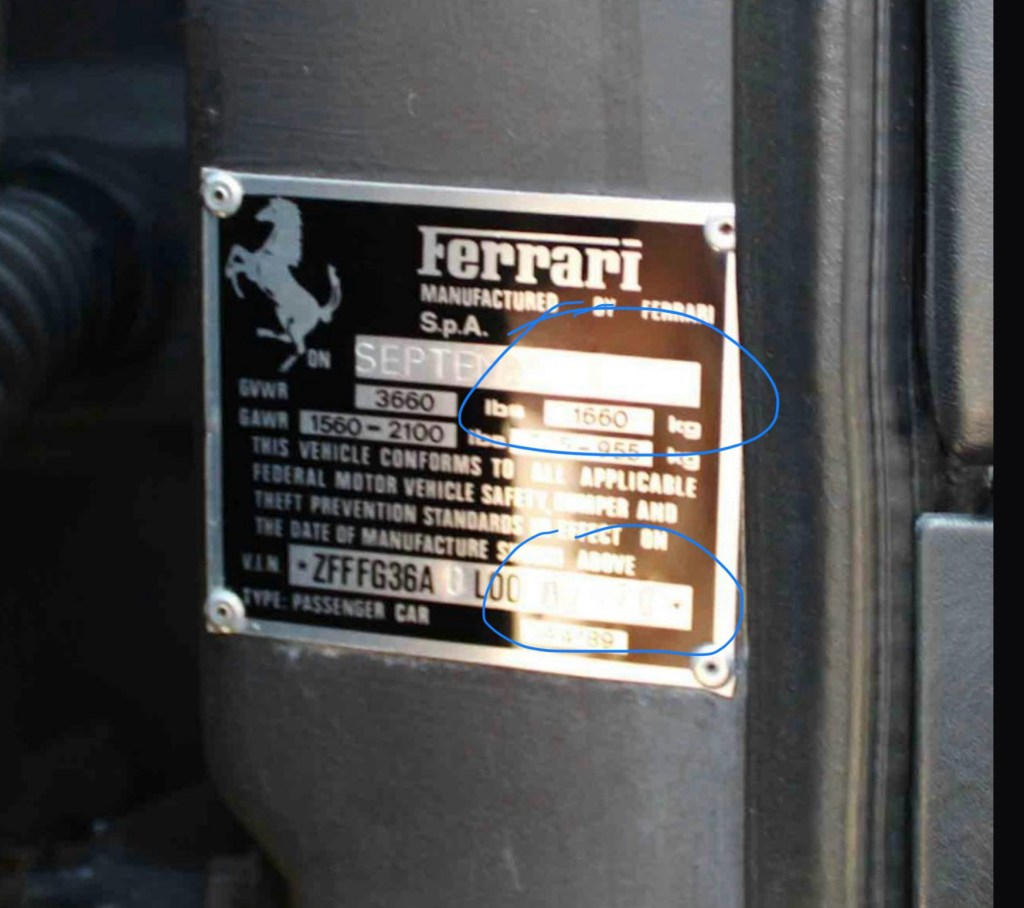 Ferrari
MANUFACTURED BY FERRARI
S.p.A.
ON
GVWR 3660 lbs 1660 kg
GAWR 1560-2100 lbs kg
THIS VEHICLE CONFORMS TO ALL APPLICABLE
FEDERAL MOTOR VEHICLE SAFETY, BUMPER AND
THEFT PREVENTION STANDARDS IN EFFECT ON
THE DATE OF MANUFACTURE SHOWN ABOVE
V.I.N.
TYPE: PASSENGER CAR